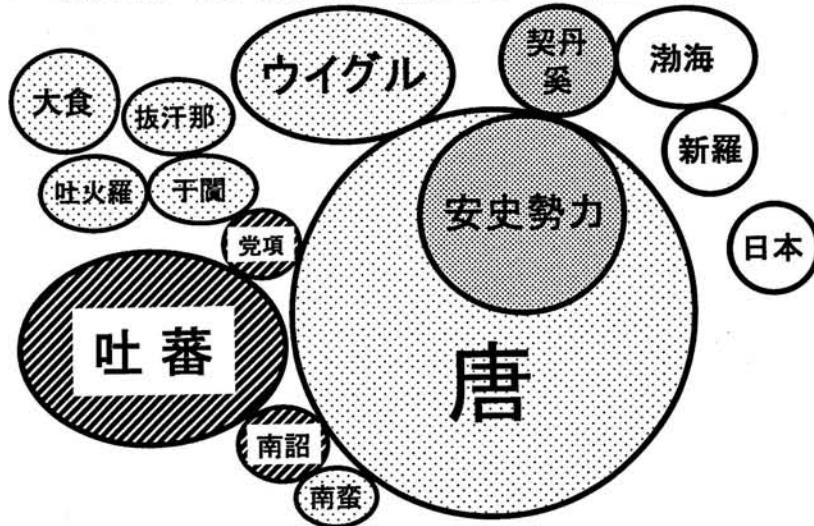 ウイグル
契丹
奚
渤海
大食
抜汗那
新羅
吐火羅
于闐
安史勢力
党項
日本
吐蕃
唐
南詔
南蛮